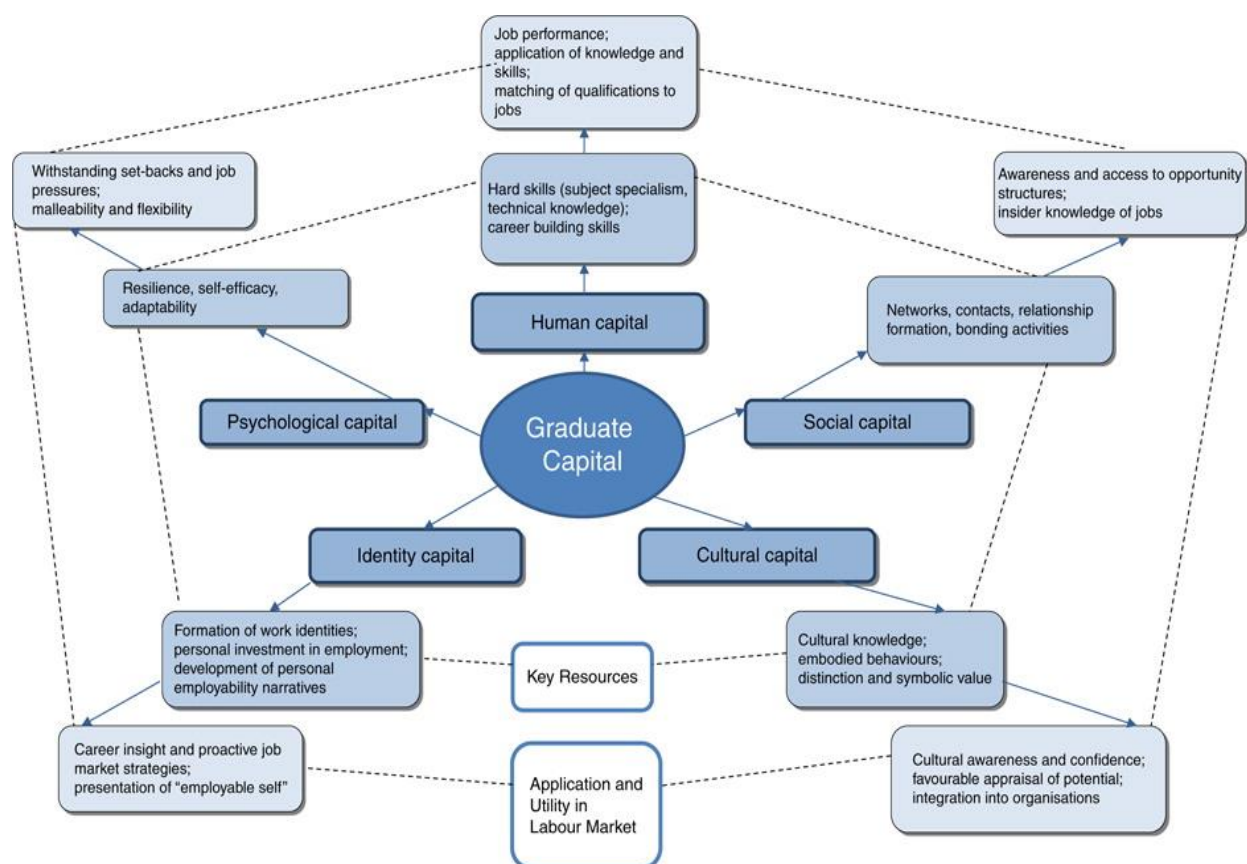 Job performance;
application of knowledge and
skills;
matching of qualifications to
jobs
Withstanding set-backs and job
pressures;
malleability and flexibility
Hard skills (subject specialism,
technical knowledge);
career building skills
Awareness and access to opportunity
structures;
insider knowledge of jobs
Resilience, self-efficacy,
adaptability
Human capital
Networks, contacts, relationship
formation, bonding activities
Psychological capital
Graduate
Capital
Social capital
Identity capital
Cultural capital
Formation of work identities;
personal investment in employment;
development of personal
employability narratives
Key Resources
Cultural knowledge;
embodied behaviours;
distinction and symbolic value
Career insight and proactive job
market strategies;
presentation of “employable self”
Application and
Utility in
Labour Market
Cultural awareness and confidence;
favourable appraisal of potential;
integration into organisations